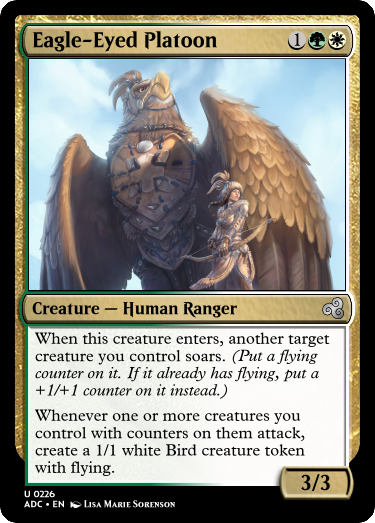 Eagle-Eyed Platoon 1
Creature — Human Ranger
When this creature enters, another target
creature you control soars. (Put a flying
counter on it. If it already has flying, put a
+1/+1 counter on it instead.)
Whenever one or more creatures you
control with counters on them attack,
create a 1/1 white Bird creature token
with flying.
3/3
U 0226
ADC • EN Lisa Marie Sorenson